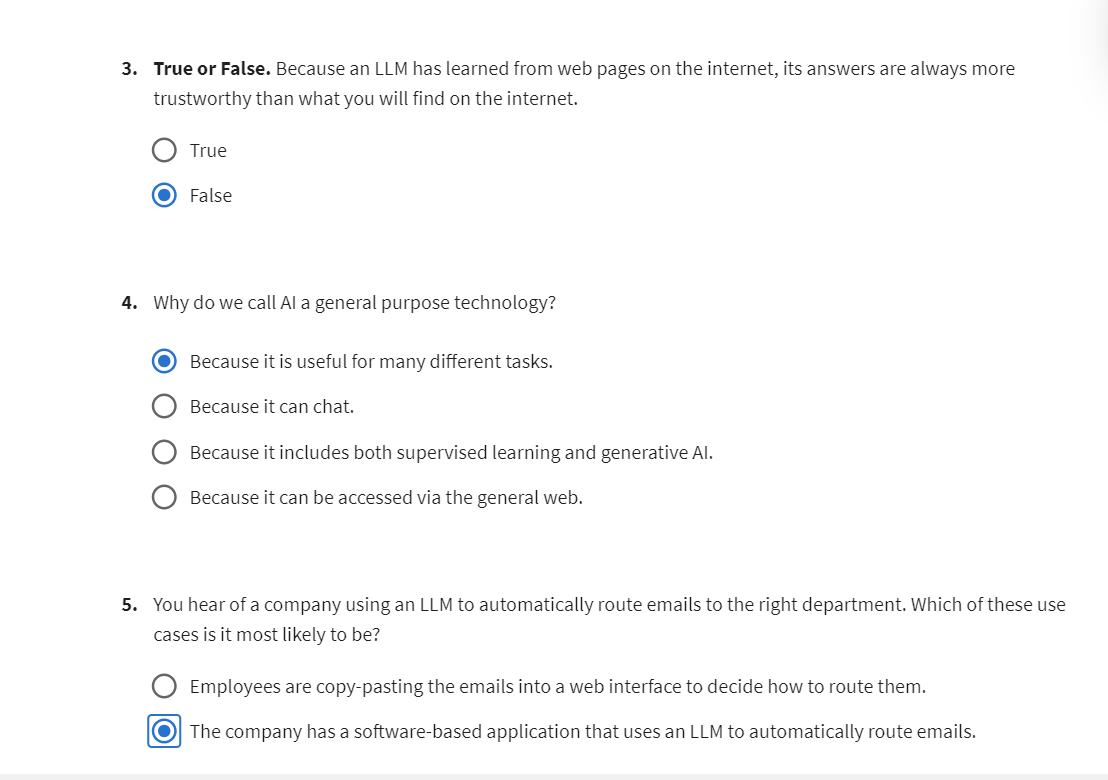 3. True or False. Because an LLM has learned from web pages on the internet, its answers are always more
trustworthy than what you will find on the internet.
True
False
4. Why do we call AI a general purpose technology?
Because it is useful for many different tasks.
Because it can chat.
Because it includes both supervised learning and generative AI.
Because it can be accessed via the general web.
5. You hear of a company using an LLM to automatically route emails to the right department. Which of these use
cases is it most likely to be?
Employees are copy-pasting the emails into a web interface to decide how to route them.
The company has a software-based application that uses an LLM to automatically route emails.